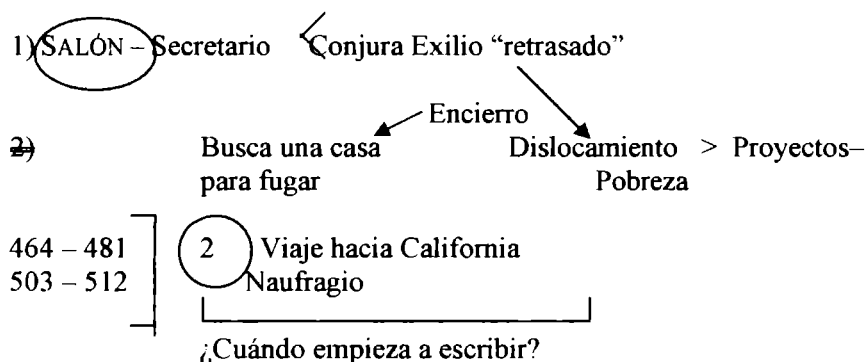 1) SALÓN – Secretario < Conjura Exilio “retrasado”
Encierro
2) Busca una casa Dislocamiento > Proyectos–
para fugar Pobreza
464 – 481 2 Viaje hacia California
503 – 512 Naufragio
¿Cuándo empieza a escribir?